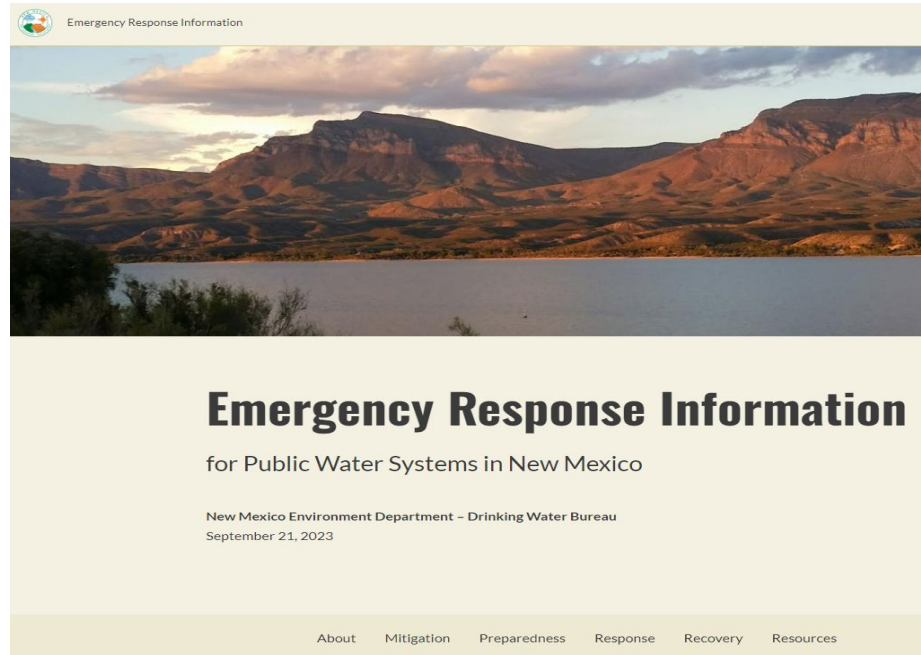 Emergency Response Information
Emergency Response Information
for Public Water Systems in New Mexico
New Mexico Environment Department – Drinking Water Bureau
September 21, 2023
About Mitigation Preparedness Response Recovery Resources